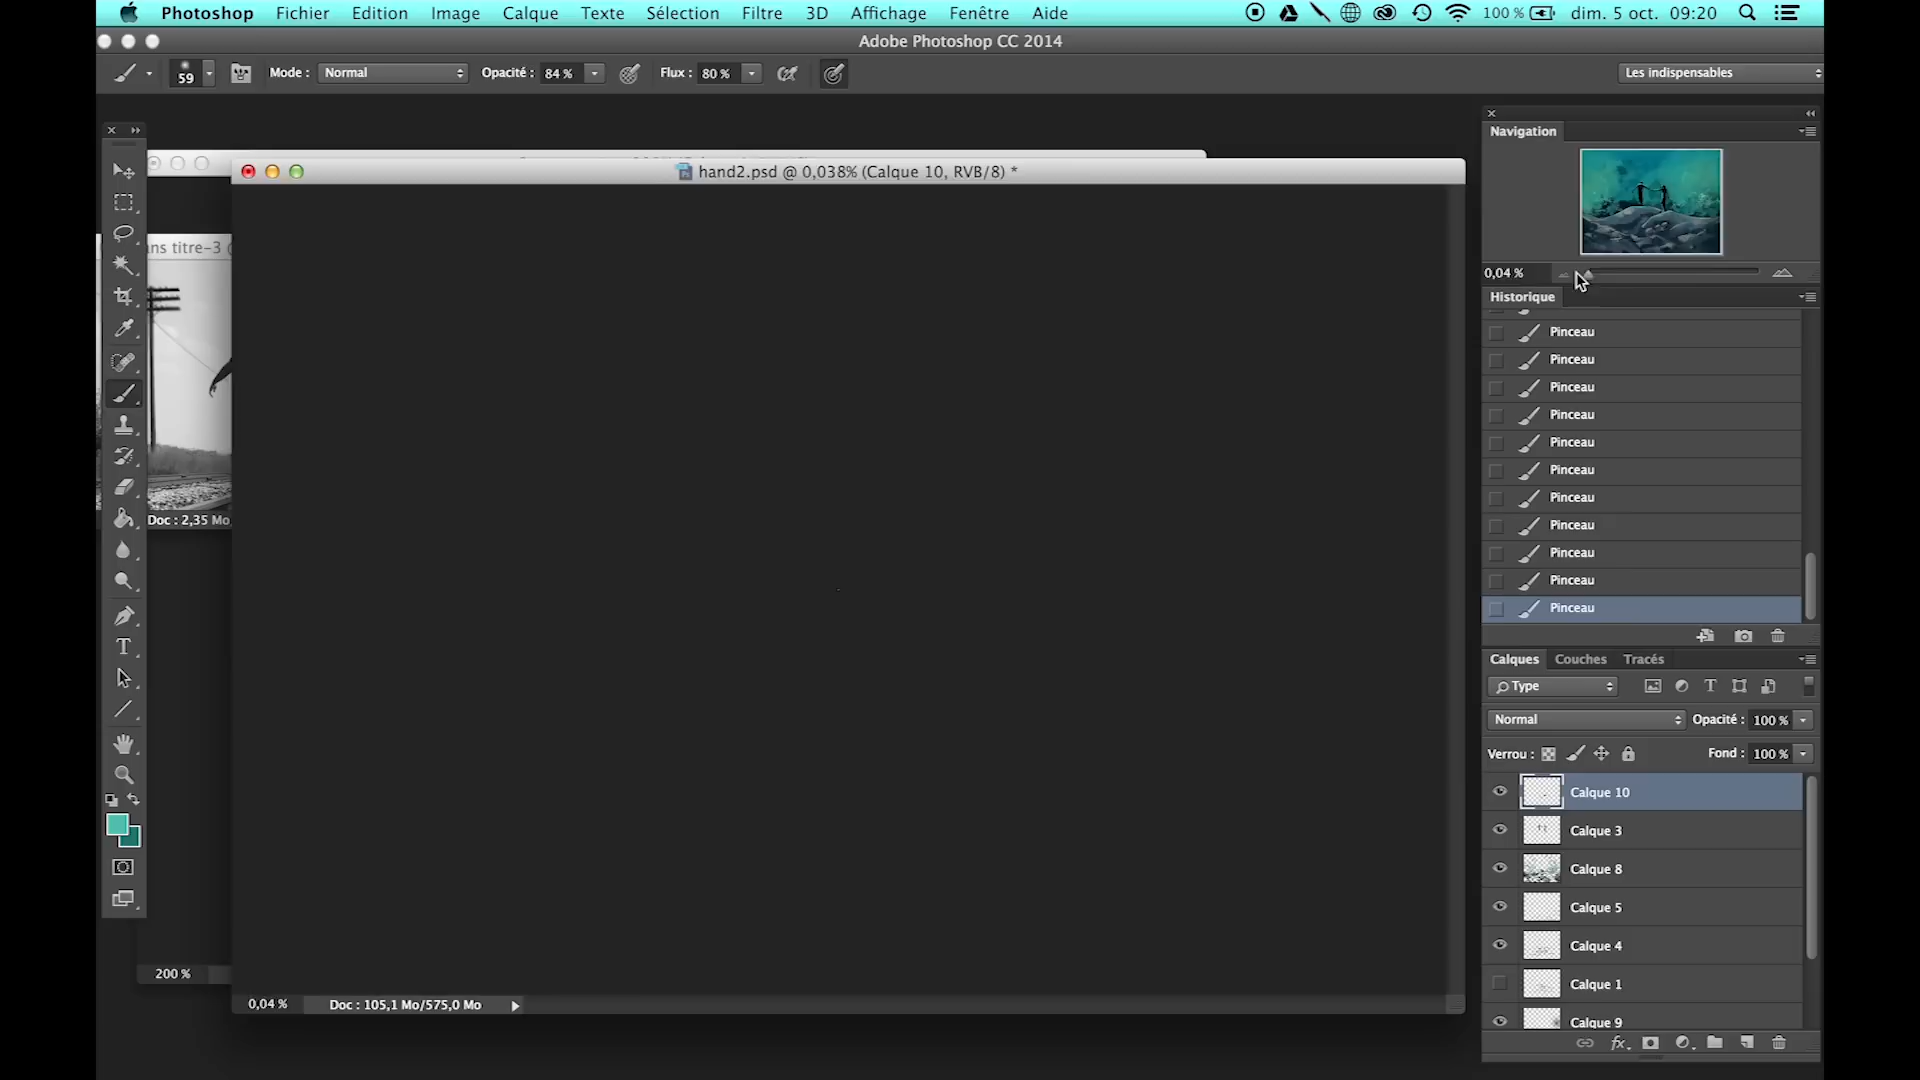 Photoshop Fichier Edition Image Calque Texte Sélection Filtre 3D Affichage Fenêtre Aide 100 % dim. 5 oct. 09:20
Adobe Photoshop CC 2014
59 Mode : Normal Opacité : 84 % Flux : 80 % Les indispensables
Navigation
hand2.psd @ 0,038% (Calque 10, RVB/8) *
ans titre-3 @
0,04 %
Historique
Pinceau
Pinceau
Pinceau
Pinceau
Pinceau
Pinceau
Pinceau
Pinceau
Pinceau
Pinceau
Pinceau
Doc : 2,35 Mo
Calques Couches Tracés
Type
Normal Opacité : 100 %
Verrou : Fond : 100 %
Calque 10
Calque 3
Calque 8
Calque 5
Calque 4
Calque 1
Calque 9
200 %
0,04 % Doc : 105,1 Mo/575,0 Mo
fx